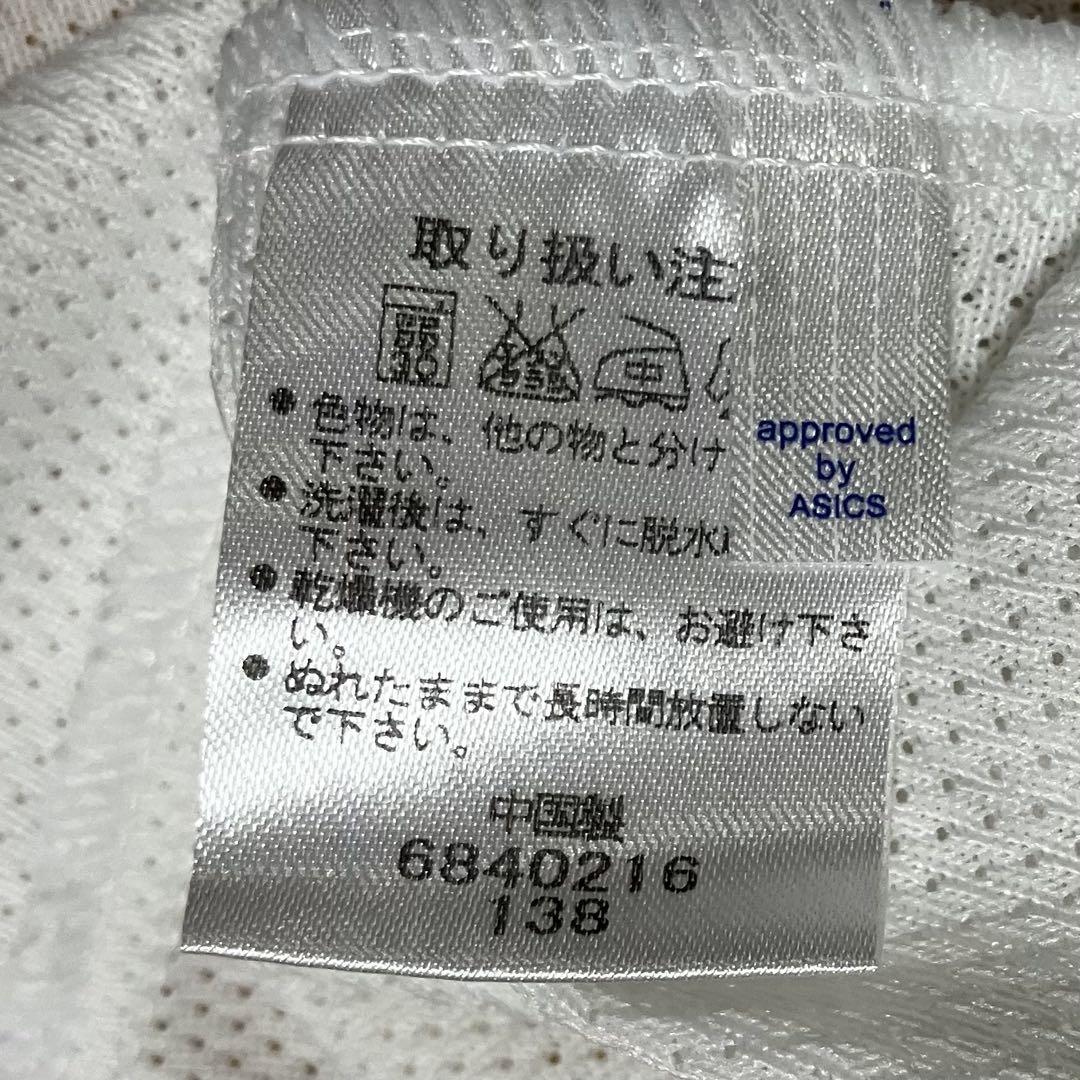 取り扱い注
中
色物は、他の物と分け
下さい。
洗濯後は、すぐに脱水
下さい。
乾燥機のご使用は、お避け下さ
い。
ぬれたままで長時間放置しない
で下さい。
中国製
6840216
138
approved
by
ASICS